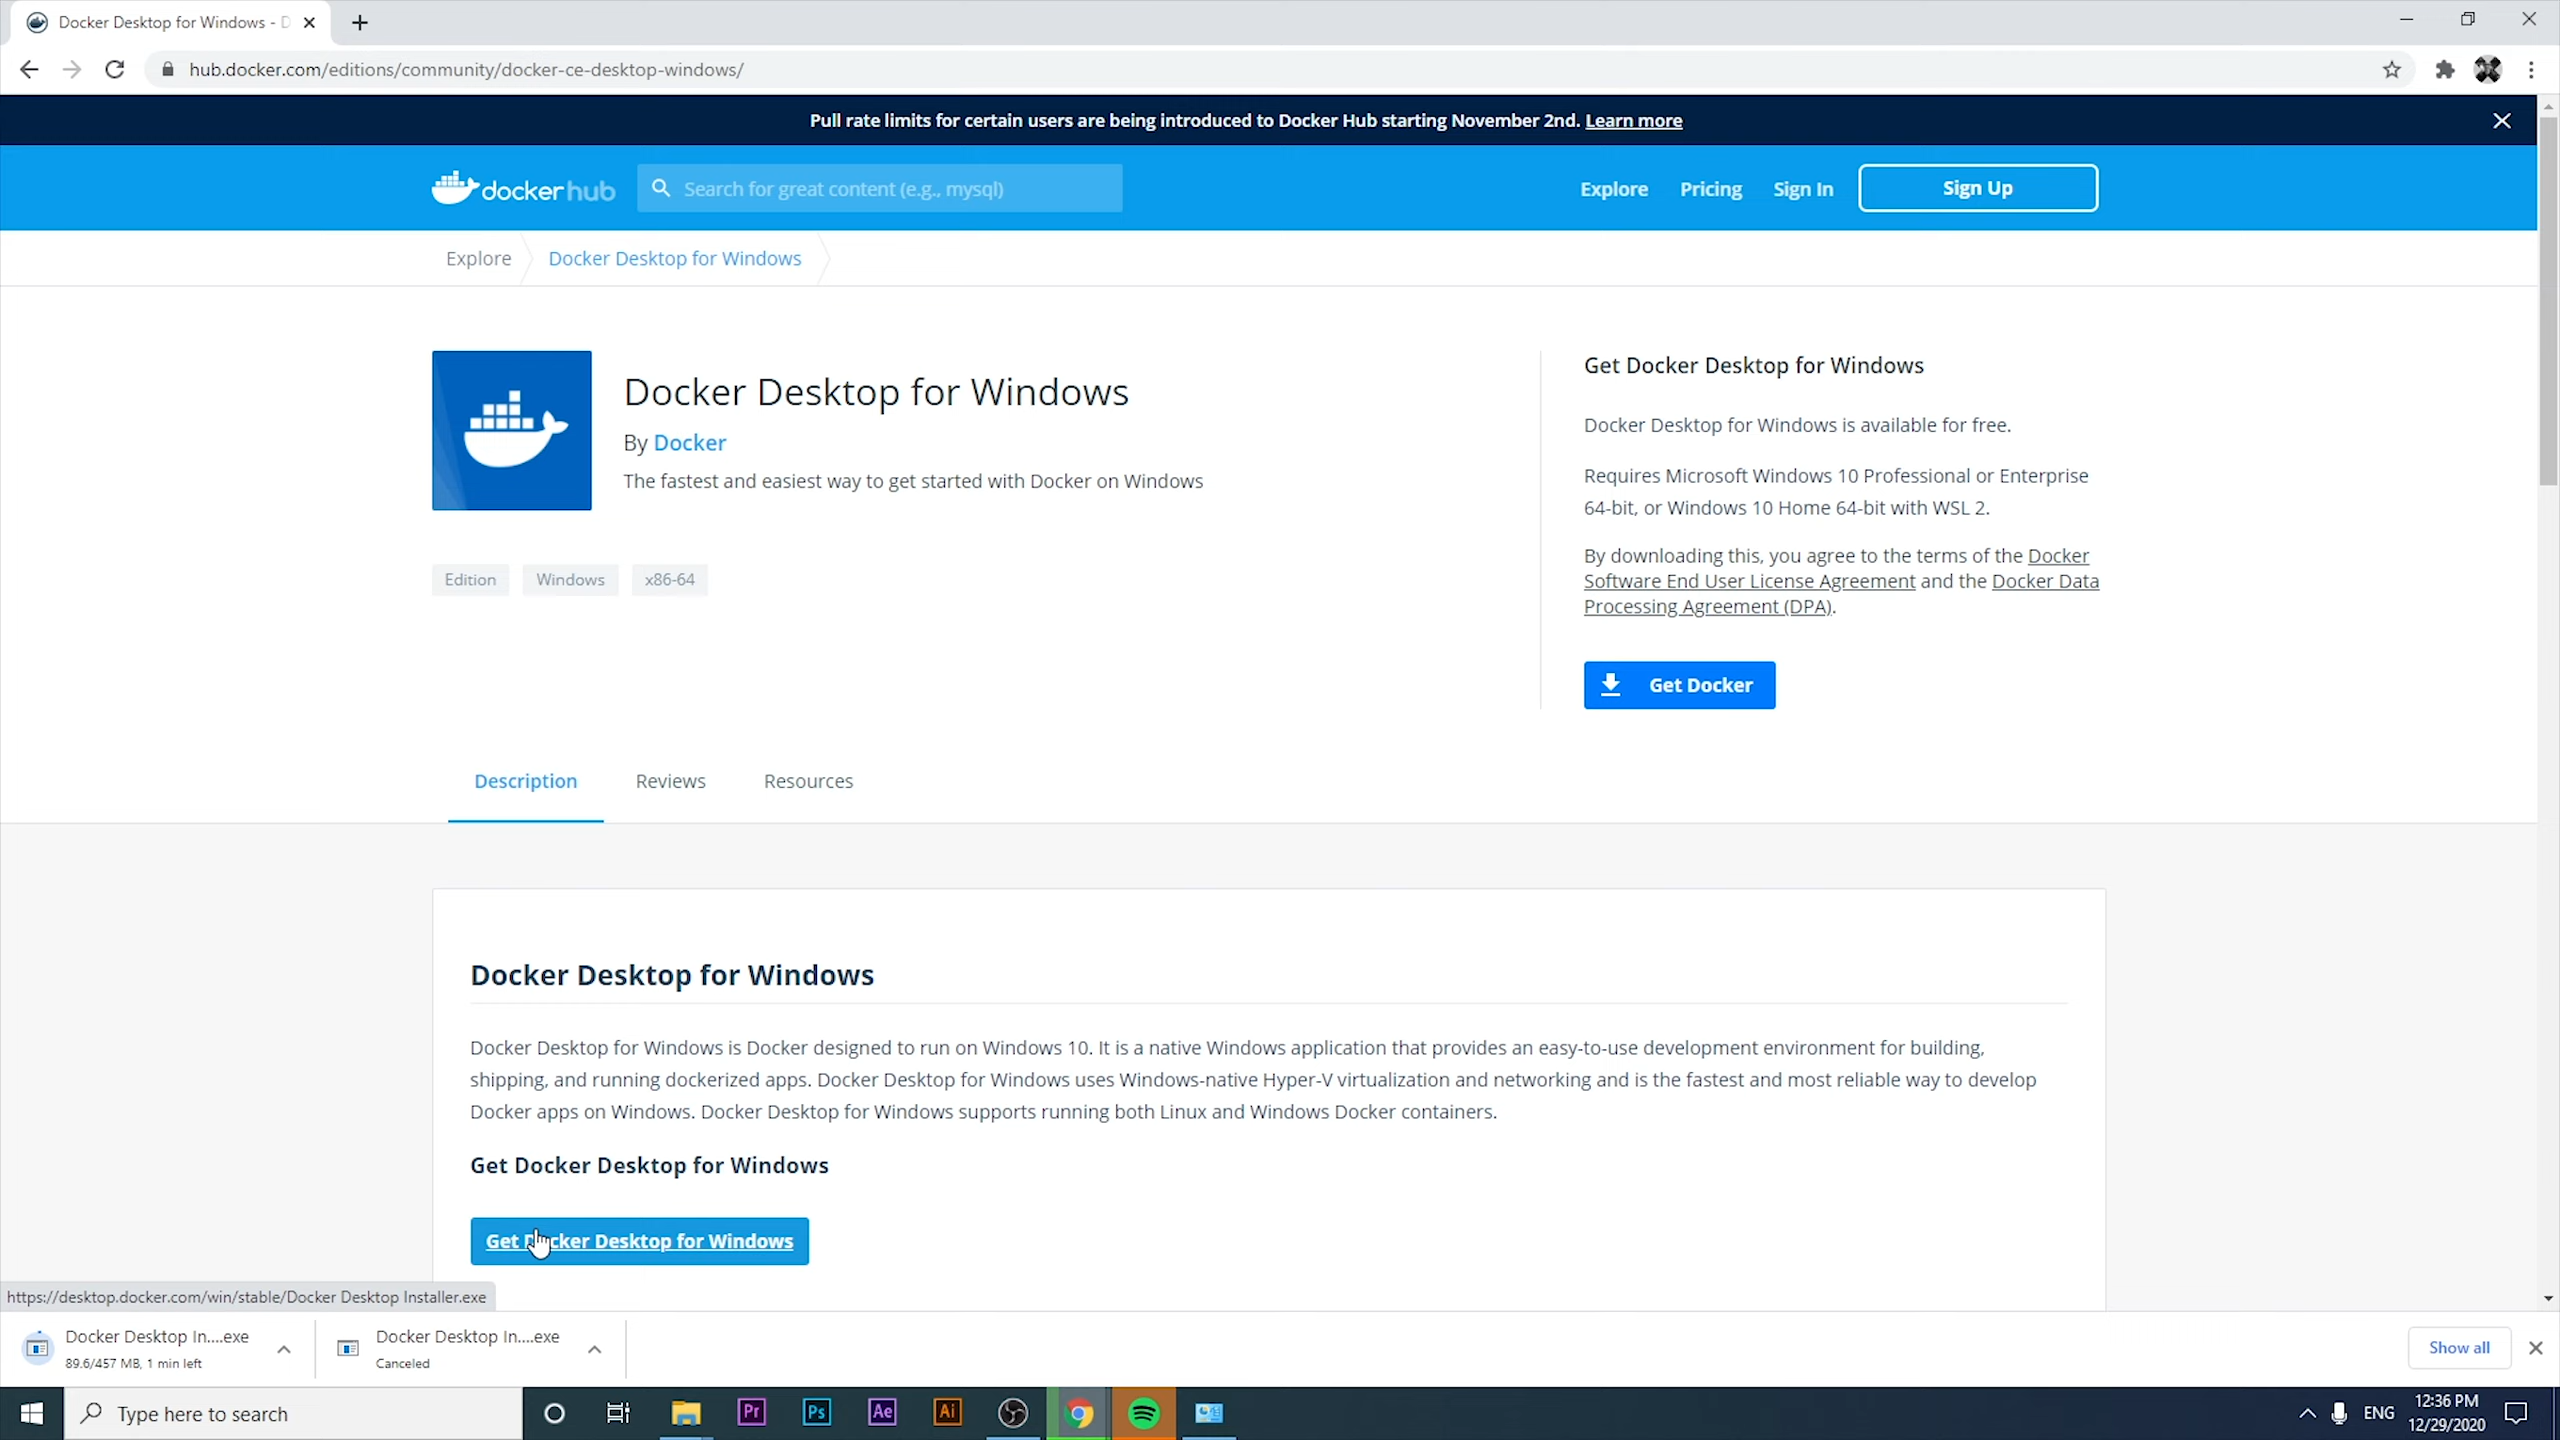 Docker Desktop for Windows - D
hub.docker.com/editions/community/docker-ce-desktop-windows/
Pull rate limits for certain users are being introduced to Docker Hub starting November 2nd. Learn more
dockerhub
Search for great content (e.g., mysql)
Explore
Pricing
Sign In
Sign Up
Explore
Docker Desktop for Windows
Docker Desktop for Windows
By Docker
The fastest and easiest way to get started with Docker on Windows
Edition
Windows
x86-64
Get Docker Desktop for Windows
Docker Desktop for Windows is available for free.
Requires Microsoft Windows 10 Professional or Enterprise
64-bit, or Windows 10 Home 64-bit with WSL 2.
By downloading this, you agree to the terms of the Docker
Software End User License Agreement and the Docker Data
Processing Agreement (DPA).
Get Docker
Description
Reviews
Resources
Docker Desktop for Windows
Docker Desktop for Windows is Docker designed to run on Windows 10. It is a native Windows application that provides an easy-to-use development environment for building,
shipping, and running dockerized apps. Docker Desktop for Windows uses Windows-native Hyper-V virtualization and networking and is the fastest and most reliable way to develop
Docker apps on Windows. Docker Desktop for Windows supports running both Linux and Windows Docker containers.
Get Docker Desktop for Windows
Get Docker Desktop for Windows
https://desktop.docker.com/win/stable/Docker Desktop Installer.exe
Docker Desktop In....exe
89.6/457 MB, 1 min left
Docker Desktop In....exe
Canceled
Show all
Type here to search
Pr
Ps
Ae
Ai
ENG
12:36 PM
12/29/2020